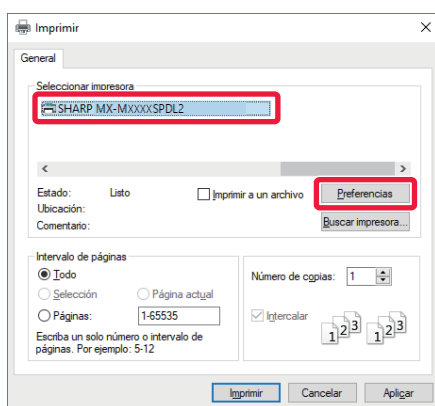 Imprimir
General
Seleccionar impresora
SHARP MX-MXXXXSPDL2
Estado: Listo
Imprimir a un archivo
Preferencias
Ubicación:
Comentario:
Buscar impresora...
Intervalo de páginas
Todo
Selección
Página actual
Páginas: 1-65535
Escriba un solo número o intervalo de
páginas. Por ejemplo: 5-12
Número de copias: 1
Intercalar
1 2 3 1 2 3
Imprimir Cancelar Aplicar